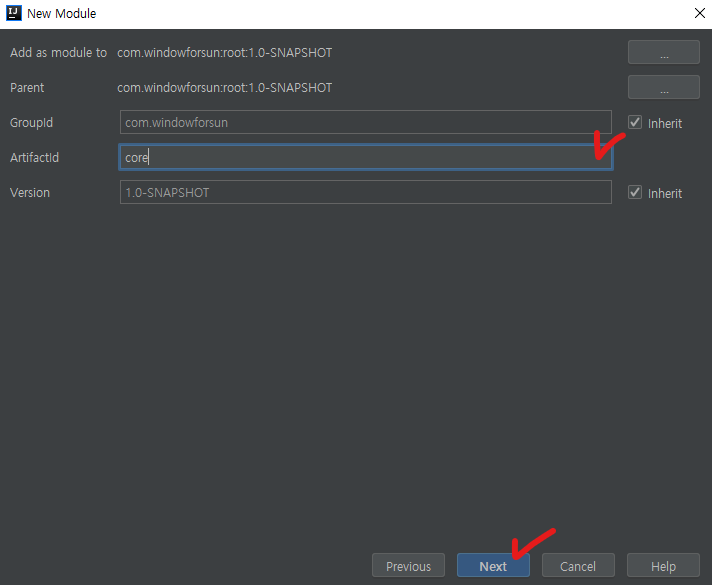 IJ New Module
Add as module to com.windowforsun:root:1.0-SNAPSHOT ...
Parent com.windowforsun:root:1.0-SNAPSHOT ...
GroupId com.windowforsun Inherit
ArtifactId core
Version 1.0-SNAPSHOT Inherit
Previous Next Cancel Help